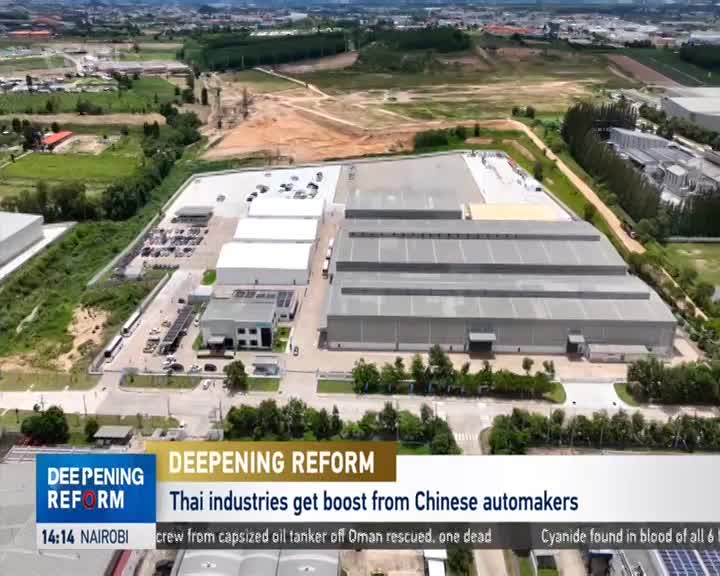 DEEPENING REFORM
DEEPENING
REFORM
Thai industries get boost from Chinese automakers
14:14 NAIROBI
crew from capsized oil tanker off Oman rescued, one dead
Cyanide found in blood of all 6